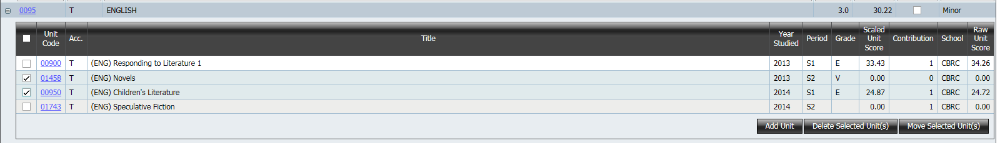 0095 T ENGLISH 3.0 30.22 Minor
Unit Code Acc. Title Year Studied Period Grade Scaled Unit Score Contribution School Raw Unit Score
00900 T (ENG) Responding to Literature 1 2013 S1 E 33.43 1 CBRC 34.26
01458 T (ENG) Novels 2013 S2 V 0.00 0 CBRC 0.00
00950 T (ENG) Children's Literature 2014 S1 E 24.87 1 CBRC 24.72
01743 T (ENG) Speculative Fiction 2014 S2 0.00 1 CBRC 0.00
Add Unit Delete Selected Unit(s) Move Selected Unit(s)